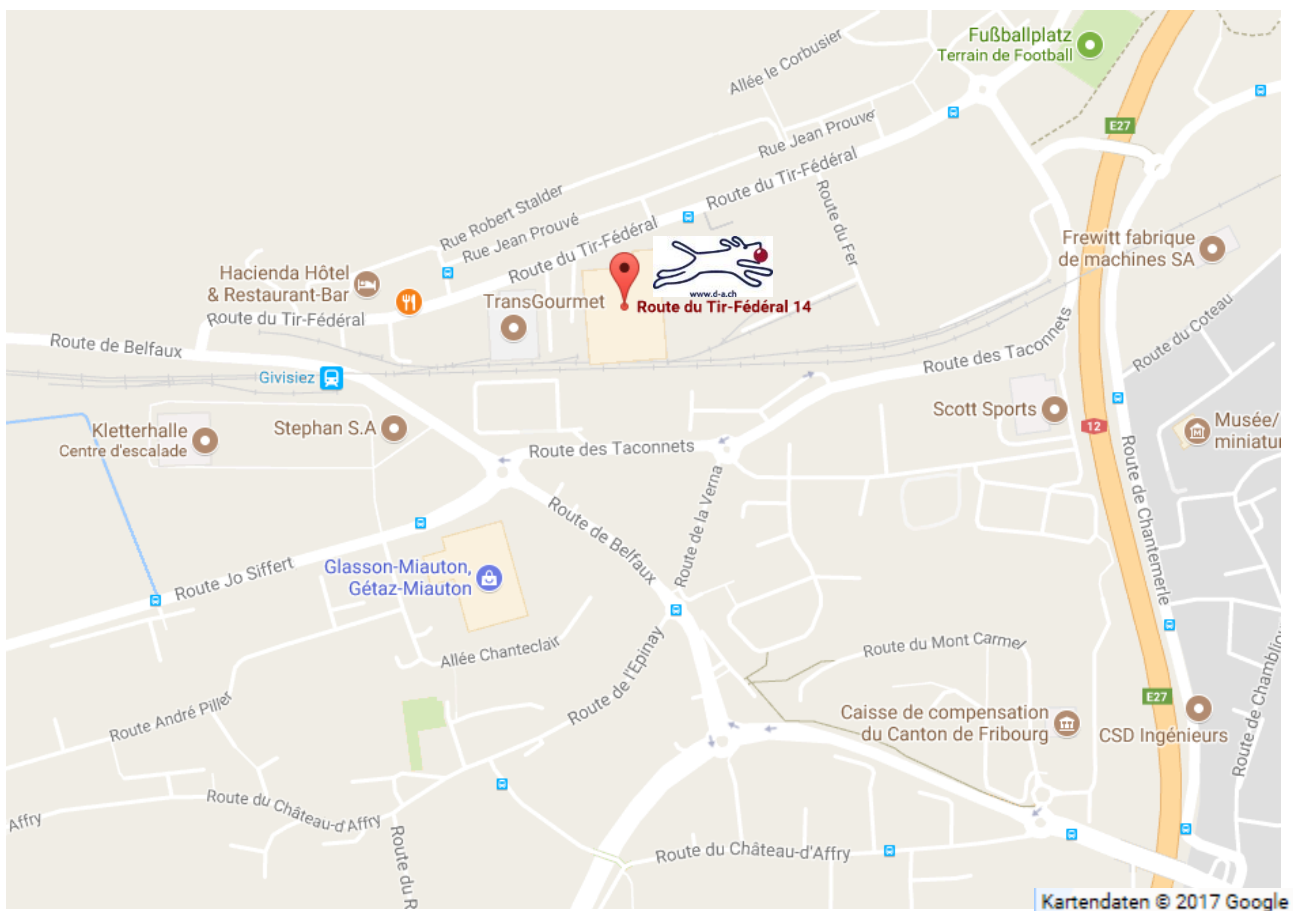 Fußballplatz
Terrain de Football
Allée le Corbusier
E27
Rue Jean Prouvé
Route du Tir-Fédéral
Rue Robert Stalder
Route du Fer
Rue Jean Prouvé
Route du Tir-Fédéral
Frewitt fabrique
de machines SA
www.d-a.ch
Hacienda Hôtel
& Restaurant-Bar
TransGourmet
Route du Tir-Fédéral 14
Route du Tir-Fédéral
Route du Coteau
Route de Belfaux
Route des Taconnets
Givisiez
Scott Sports
Musée/
miniatur
Kletterhalle
Centre d'escalade
Stephan S.A
12
Route des Taconnets
Route de Chantemerle
Route de la Verna
Route de Belfaux
Route Jo Siffert
Glasson-Miauton,
Gétaz-Miauton
Allée Chanteclair
Route du Mont Carmel
Route de l'Epinay
Route de Chamblio
E27
Route André Piller
Caisse de compensation
du Canton de Fribourg
CSD Ingénieurs
Route du Château-d'Affry
Affry
Route du R
Route du Château-d'Affry
Kartendaten © 2017 Google